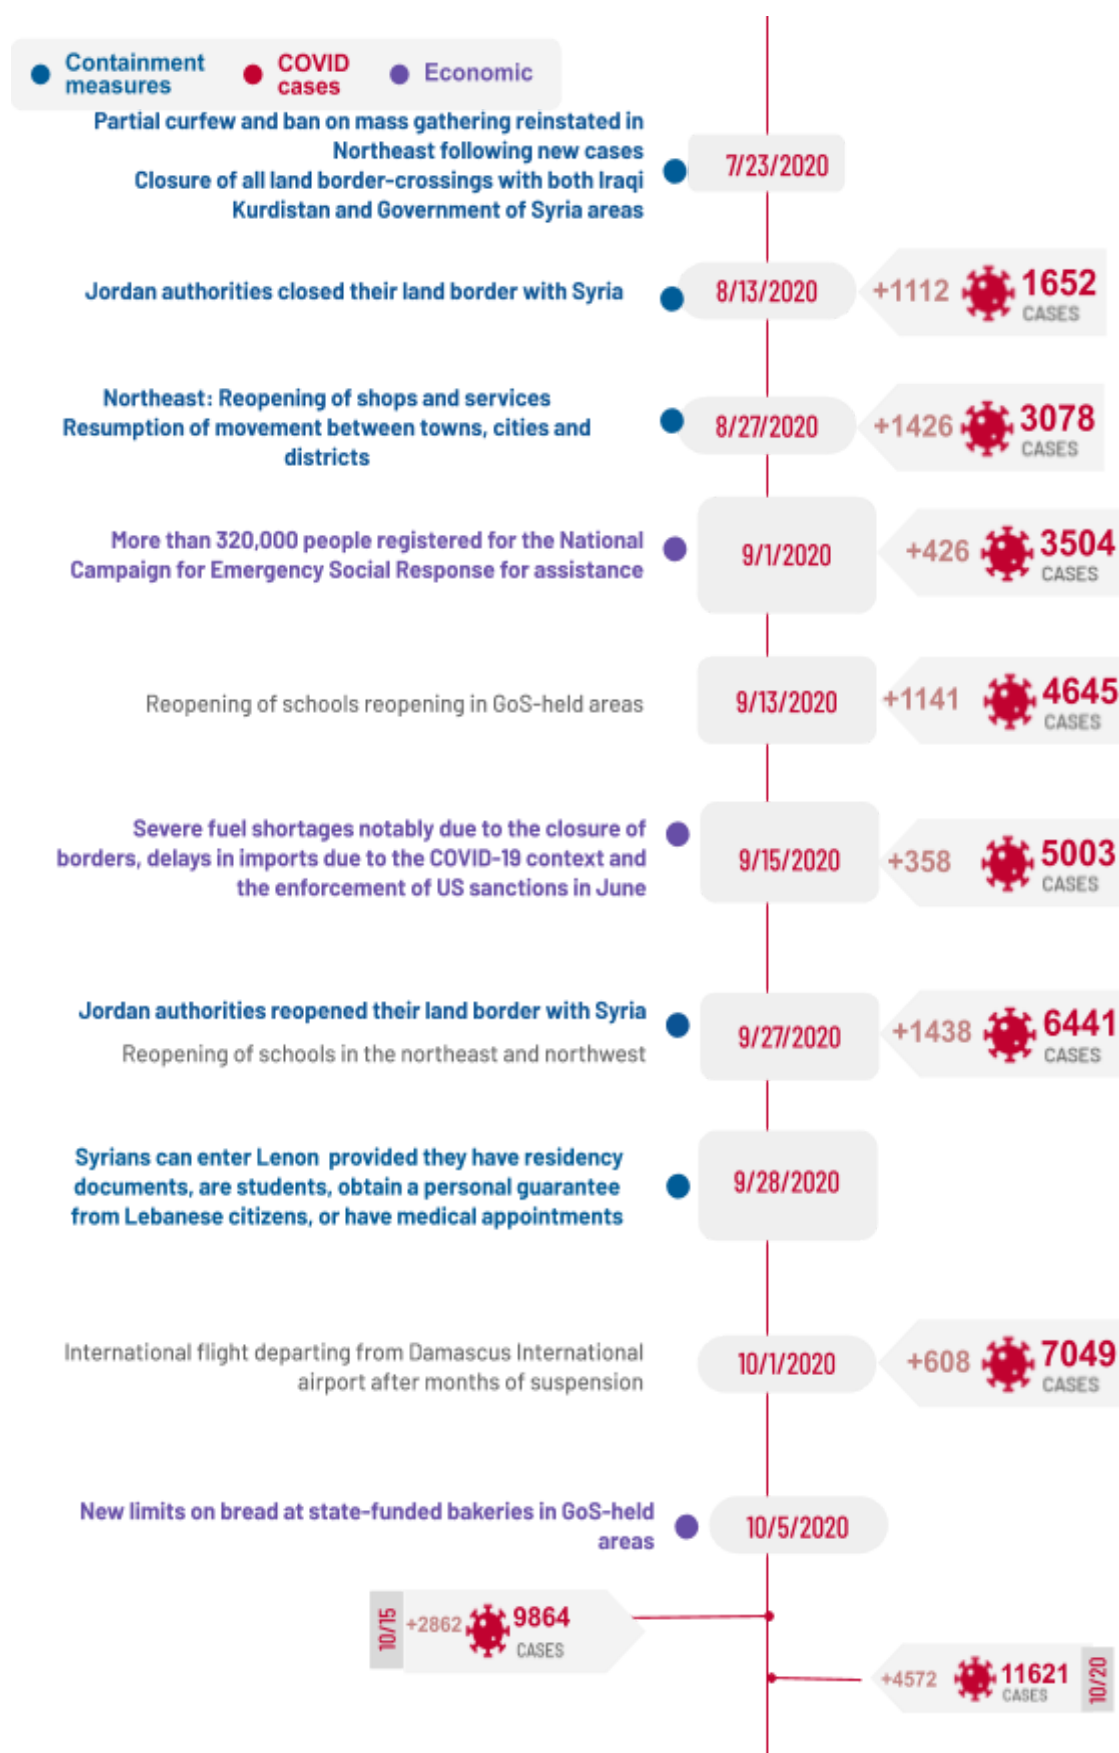 Containment
measures
COVID
cases
Economic
Partial curfew and ban on mass gathering reinstated in
Northeast following new cases
Closure of all land border-crossings with both Iraqi
Kurdistan and Government of Syria areas
7/23/2020
Jordan authorities closed their land border with Syria
8/13/2020
+1112
1652
CASES
Northeast: Reopening of shops and services
Resumption of movement between towns, cities and
districts
8/27/2020
+1426
3078
CASES
More than 320,000 people registered for the National
Campaign for Emergency Social Response for assistance
9/1/2020
+426
3504
CASES
Reopening of schools reopening in GoS-held areas
9/13/2020
+1141
4645
CASES
Severe fuel shortages notably due to the closure of
borders, delays in imports due to the COVID-19 context and
the enforcement of US sanctions in June
9/15/2020
+358
5003
CASES
Jordan authorities reopened their land border with Syria
Reopening of schools in the northeast and northwest
9/27/2020
+1438
6441
CASES
Syrians can enter Lenon provided they have residency
documents, are students, obtain a personal guarantee
from Lebanese citizens, or have medical appointments
9/28/2020
International flight departing from Damascus International
airport after months of suspension
10/1/2020
+608
7049
CASES
New limits on bread at state-funded bakeries in GoS-held
areas
10/5/2020
10/15
+2862
9864
CASES
+4572
11621
CASES
10/20